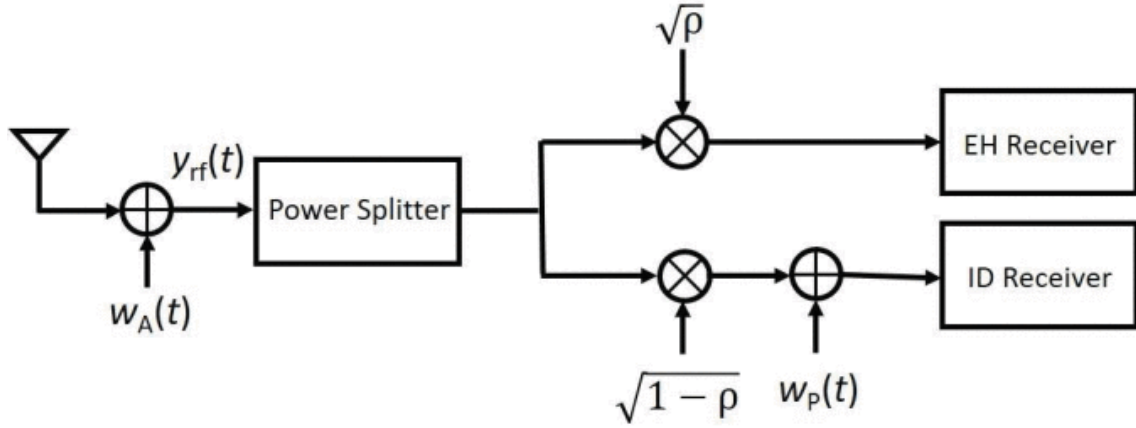 √ρ
EH Receiver
y_rf(t)
Power Splitter
ID Receiver
w_A(t)
√1 − ρ
w_P(t)